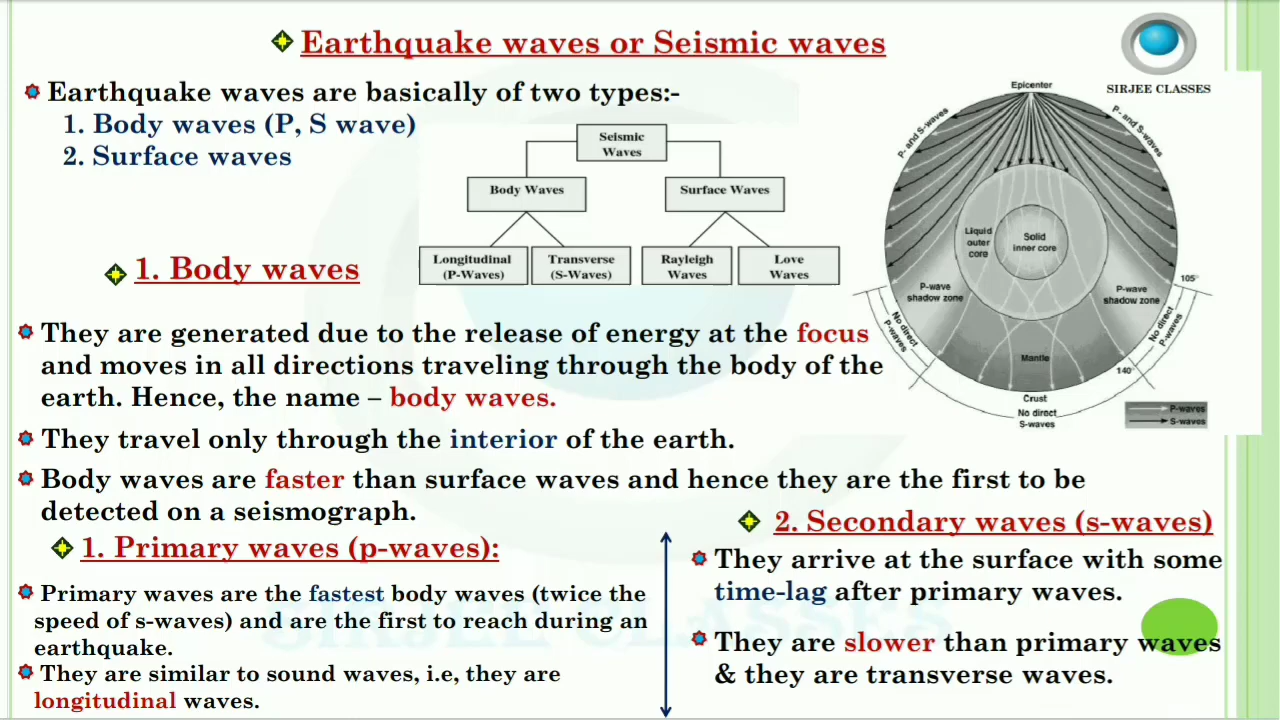 Earthquake waves or Seismic waves
SIRJEE CLASSES
Earthquake waves are basically of two types:-
1. Body waves (P, S wave)
2. Surface waves
Seismic
Waves
Body Waves
Surface Waves
Longitudinal
(P-Waves)
Transverse
(S-Waves)
Rayleigh
Waves
Love
Waves
Epicenter
P- and S-waves
P- and S-waves
Liquid
outer
core
Solid
inner core
P-wave
shadow zone
P-wave
shadow zone
105°
No direct
P-waves
No direct
P-waves
Mantle
140°
Crust
No direct
S-waves
P-waves
S-waves
1. Body waves
They are generated due to the release of energy at the focus
and moves in all directions traveling through the body of the
earth. Hence, the name – body waves.
They travel only through the interior of the earth.
Body waves are faster than surface waves and hence they are the first to be
detected on a seismograph.
1. Primary waves (p-waves):
Primary waves are the fastest body waves (twice the
speed of s-waves) and are the first to reach during an
earthquake.
They are similar to sound waves, i.e, they are
longitudinal waves.
2. Secondary waves (s-waves)
They arrive at the surface with some
time-lag after primary waves.
They are slower than primary waves
& they are transverse waves.
SIRJEE CLASSES